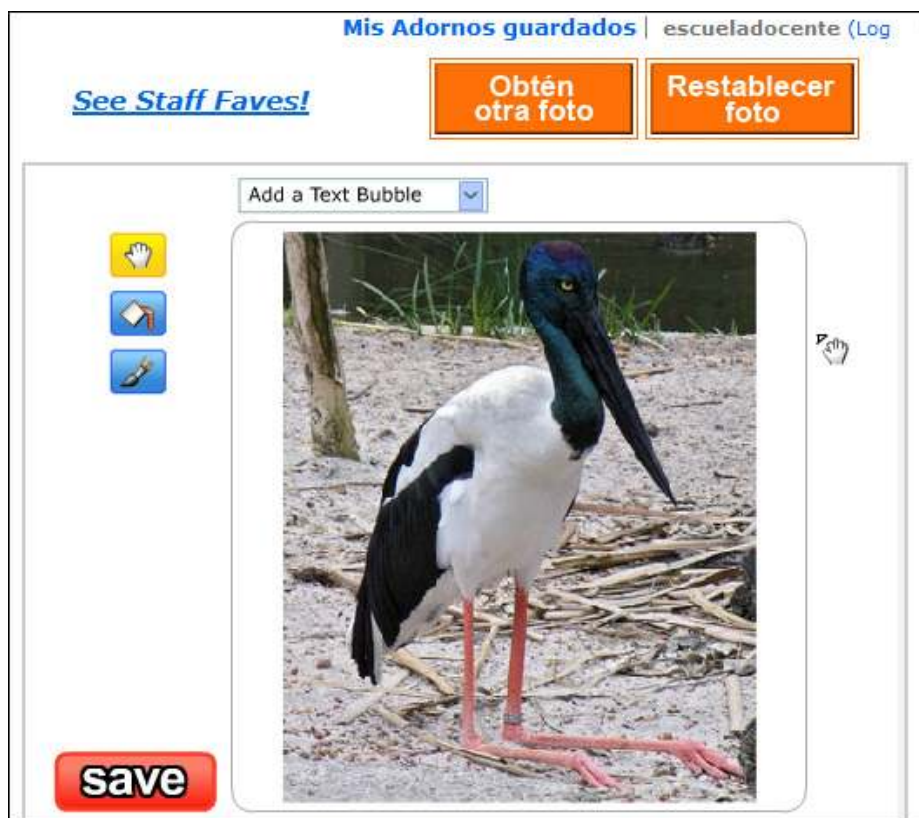 Mis Adornos guardados | escueladocente (Log
See Staff Faves!
Obtén
otra foto
Restablecer
foto
Add a Text Bubble
save